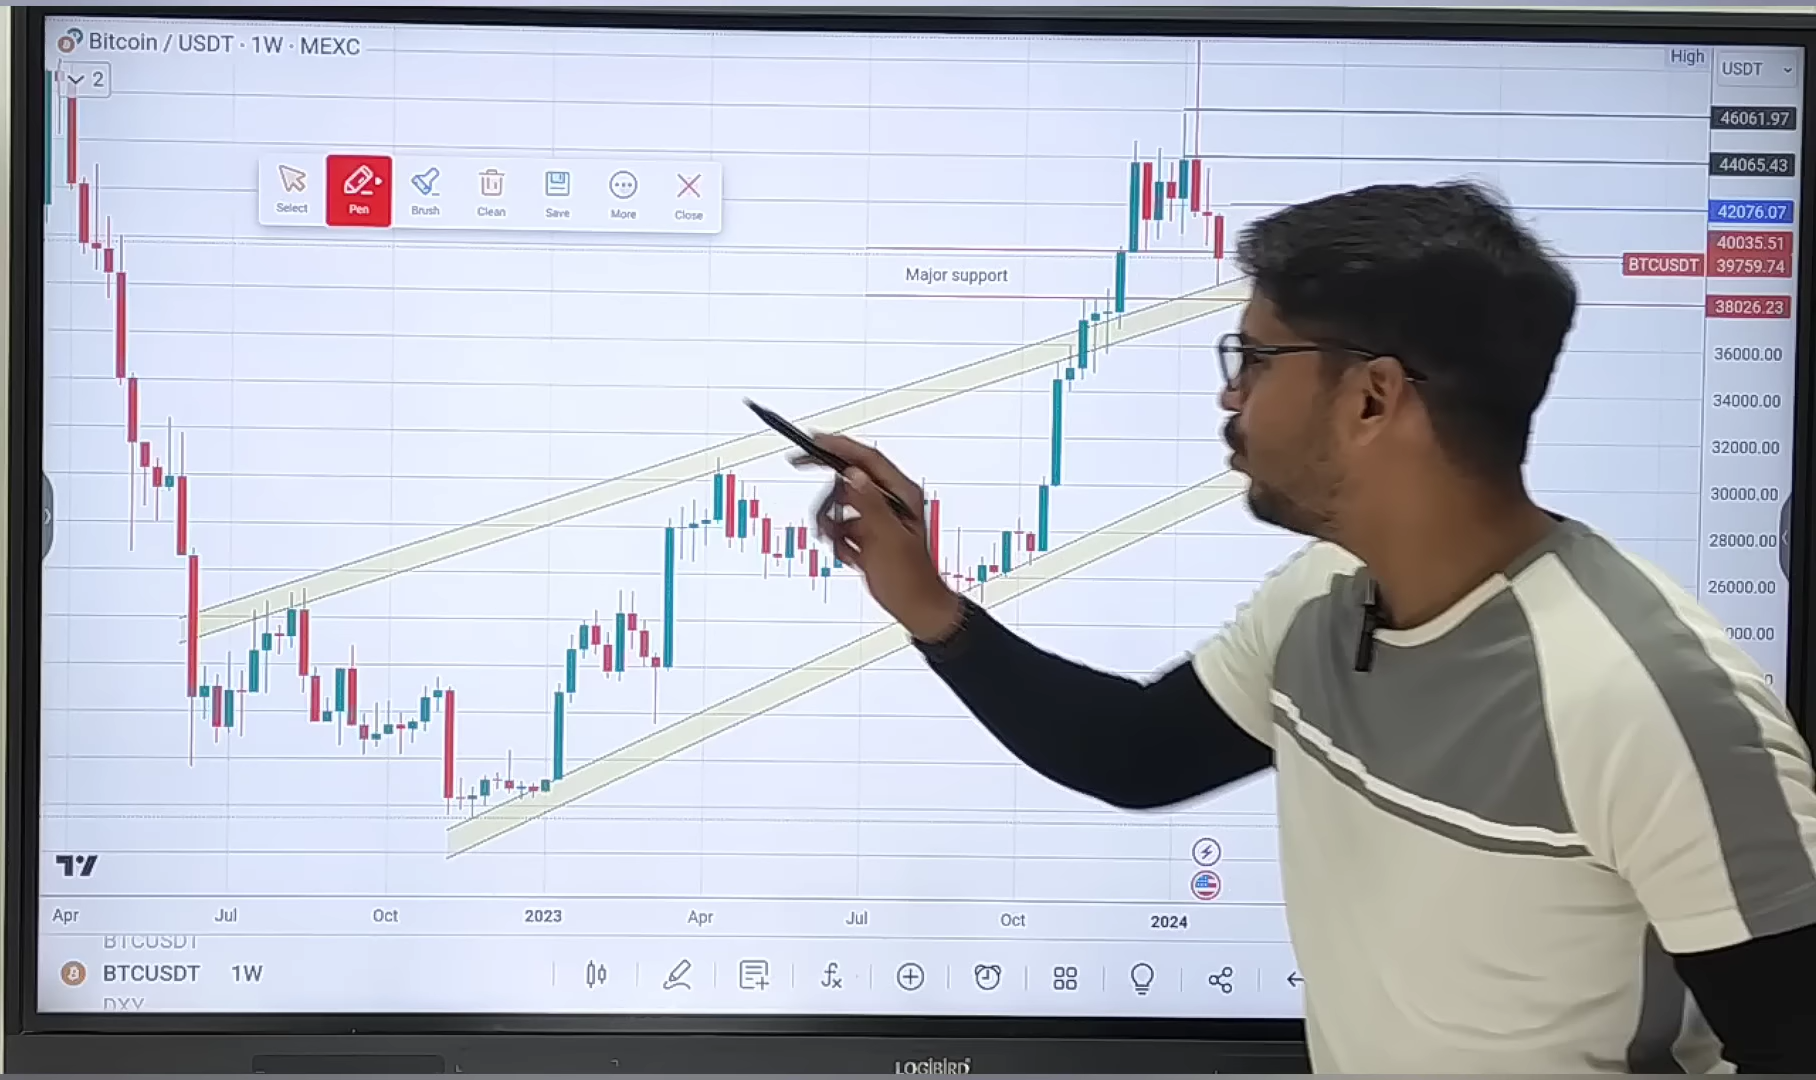 Bitcoin / USDT · 1W · MEXC
2
High
USDT
46061.97
44065.43
42076.07
40035.51
BTCUSDT 39759.74
38026.23
36000.00
34000.00
32000.00
30000.00
28000.00
26000.00
000.00
0
Select
Pen
Brush
Clean
Save
More
Close
Major support
Apr
Jul
Oct
2023
Apr
Jul
Oct
2024
BTCUSDT
BTCUSDT 1W
DXY
LOGIBIRD